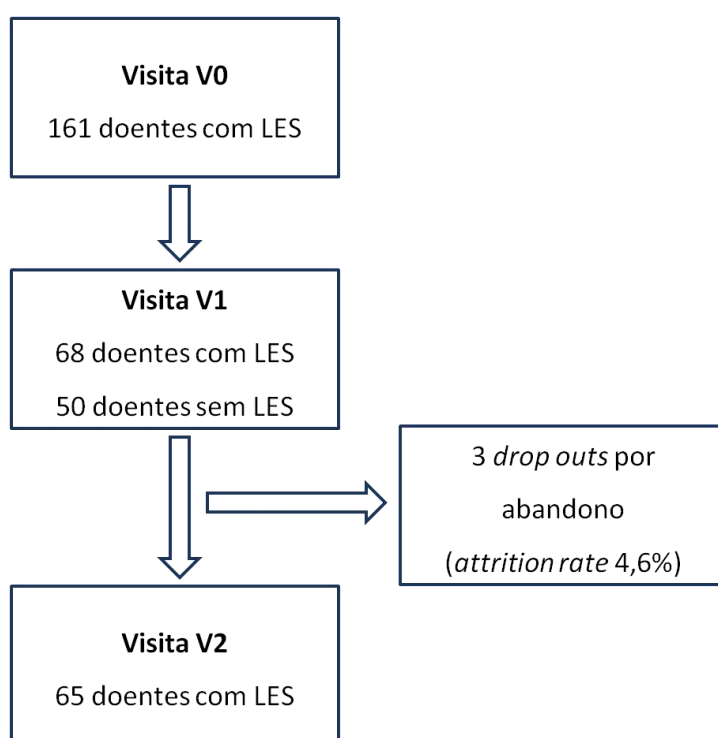 Visita V0
161 doentes com LES
Visita V1
68 doentes com LES
50 doentes sem LES
3 drop outs por
abandono
(attrition rate 4,6%)
Visita V2
65 doentes com LES